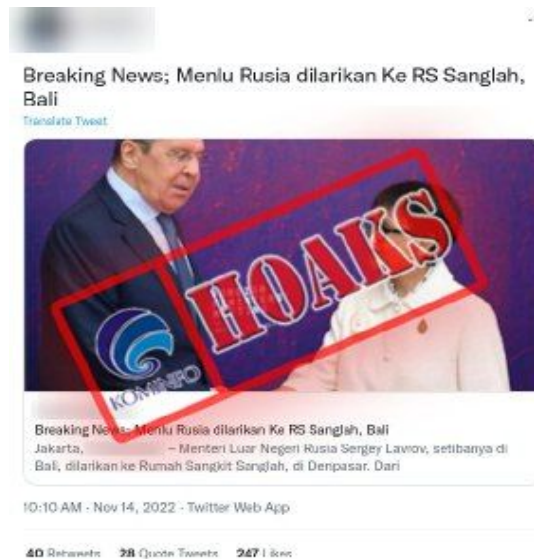 Breaking News; Menlu Rusia dilarikan Ke RS Sanglah,
Bali
Translate Tweet
HOAKS
KOMINFO
Breaking News; Menlu Rusia dilarikan Ke RS Sanglah, Bali
Jakarta, – Menteri Luar Negeri Rusia Sergey Lavrov, setibanya di
Bali, dilarikan ke Rumah Sangkit Sanglah, di Denpasar. Dari
10:10 AM - Nov 14, 2022 - Twitter Web App
40 Retweets 28 Quote Tweets 247 Likes